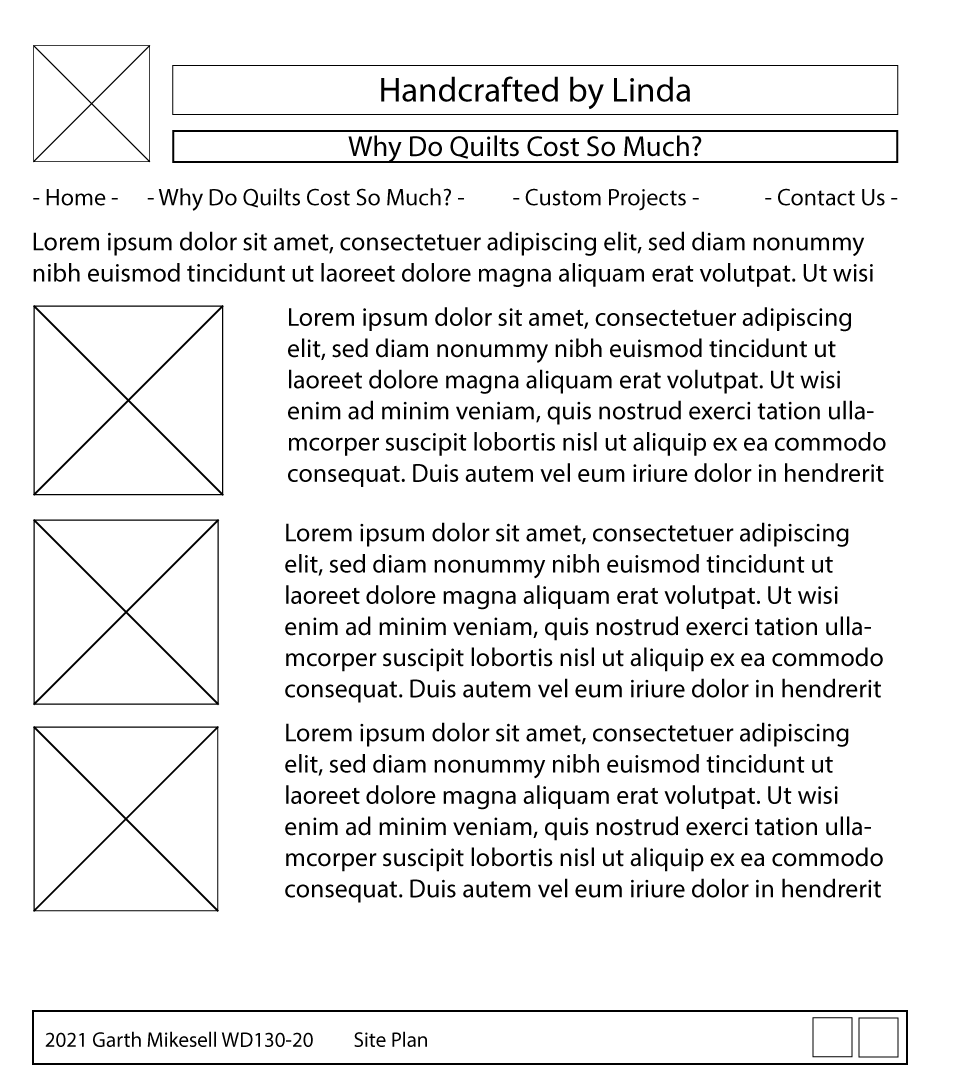 Handcrafted by Linda
Why Do Quilts Cost So Much?
- Home - - Why Do Quilts Cost So Much? - - Custom Projects - - Contact Us -
Lorem ipsum dolor sit amet, consectetuer adipiscing elit, sed diam nonummy
nibh euismod tincidunt ut laoreet dolore magna aliquam erat volutpat. Ut wisi
Lorem ipsum dolor sit amet, consectetuer adipiscing
elit, sed diam nonummy nibh euismod tincidunt ut
laoreet dolore magna aliquam erat volutpat. Ut wisi
enim ad minim veniam, quis nostrud exerci tation ulla-
mcorper suscipit lobortis nisl ut aliquip ex ea commodo
consequat. Duis autem vel eum iriure dolor in hendrerit
Lorem ipsum dolor sit amet, consectetuer adipiscing
elit, sed diam nonummy nibh euismod tincidunt ut
laoreet dolore magna aliquam erat volutpat. Ut wisi
enim ad minim veniam, quis nostrud exerci tation ulla-
mcorper suscipit lobortis nisl ut aliquip ex ea commodo
consequat. Duis autem vel eum iriure dolor in hendrerit
Lorem ipsum dolor sit amet, consectetuer adipiscing
elit, sed diam nonummy nibh euismod tincidunt ut
laoreet dolore magna aliquam erat volutpat. Ut wisi
enim ad minim veniam, quis nostrud exerci tation ulla-
mcorper suscipit lobortis nisl ut aliquip ex ea commodo
consequat. Duis autem vel eum iriure dolor in hendrerit
2021 Garth Mikesell WD130-20 Site Plan